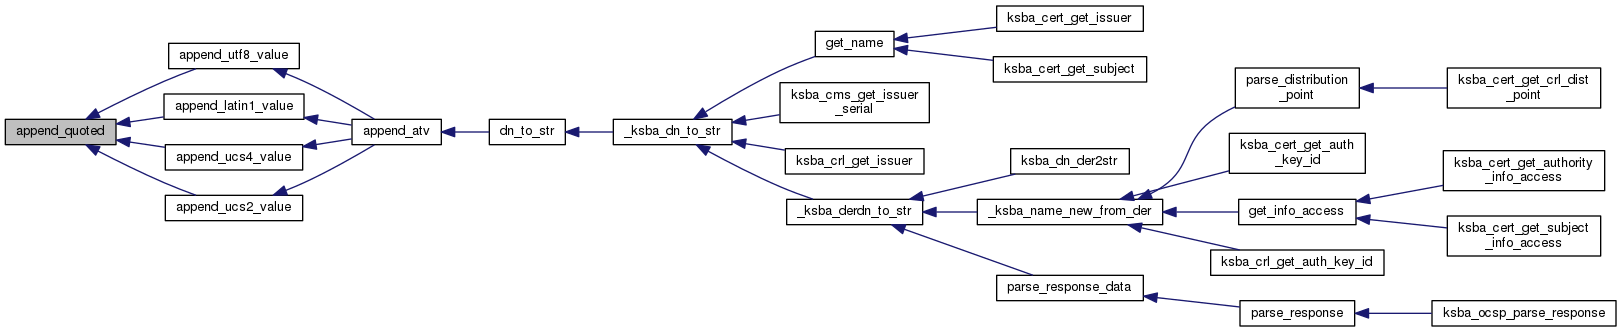 append_quoted
append_utf8_value
append_latin1_value
append_ucs4_value
append_ucs2_value
append_atv
dn_to_str
_ksba_dn_to_str
get_name
ksba_cms_get_issuer
_serial
ksba_crl_get_issuer
_ksba_derdn_to_str
ksba_cert_get_issuer
ksba_cert_get_subject
ksba_dn_der2str
_ksba_name_new_from_der
parse_response_data
parse_distribution
_point
ksba_cert_get_auth
_key_id
get_info_access
ksba_crl_get_auth_key_id
parse_response
ksba_cert_get_crl_dist
_point
ksba_cert_get_authority
_info_access
ksba_cert_get_subject
_info_access
ksba_ocsp_parse_response